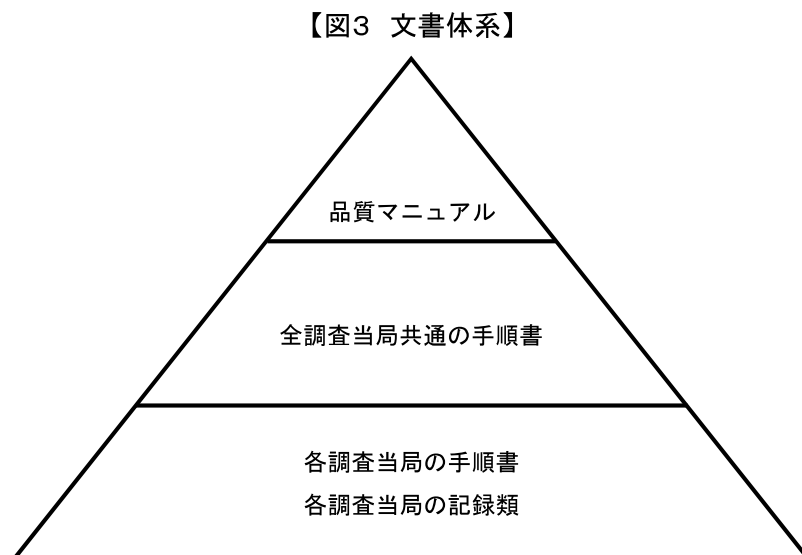 【図３　文書体系】
品質マニュアル
全調査当局共通の手順書
各調査当局の手順書
各調査当局の記録類